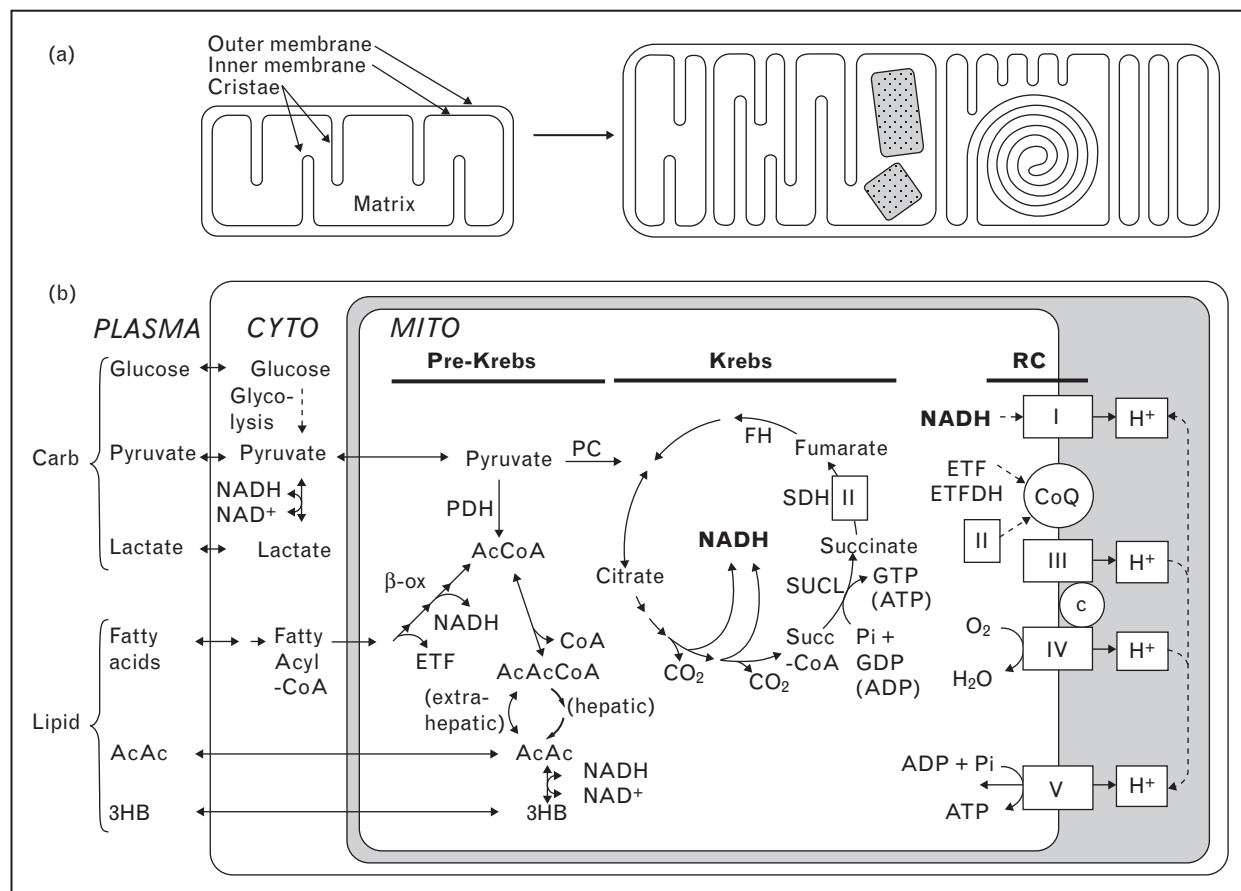 (a)
Outer membrane
Inner membrane
Cristae
Matrix
(b)
PLASMA
CYTO
MITO
Pre-Krebs
Krebs
RC
Carb
Glucose
Glucose
Glyco-
lysis
Pyruvate
Pyruvate
NADH
NAD+
Lactate
Lactate
Lipid
Fatty
acids
Fatty
Acyl
-CoA
AcAc
3HB
Pyruvate
PC
PDH
AcCoA
β-ox
NADH
ETF
CoA
AcAcCoA
(extra-
hepatic)
(hepatic)
AcAc
NADH
NAD+
3HB
FH
Fumarate
SDH
II
NADH
Succinate
Citrate
SUCL
GTP
(ATP)
Succ
-CoA
Pi +
GDP
(ADP)
CO2
CO2
NADH
I
H+
ETF
ETFDH
CoQ
II
III
H+
c
O2
IV
H+
H2O
ADP + Pi
V
H+
ATP